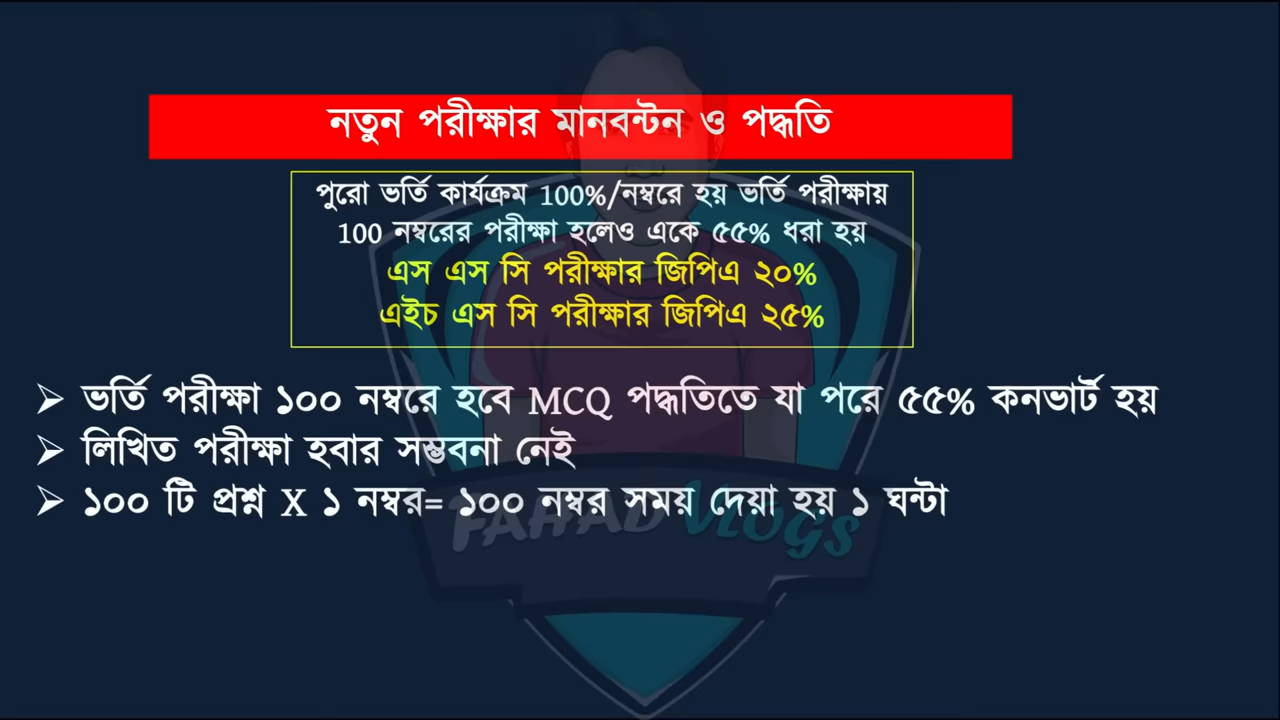 নতুন পরীক্ষার মানবন্টন ও পদ্ধতি
পুরো ভর্তি কার্যক্রম 100%/নম্বরে হয় ভর্তি পরীক্ষায়
100 নম্বরের পরীক্ষা হলেও একে ৫৫% ধরা হয়
এস এস সি পরীক্ষার জিপিএ ২০%
এইচ এস সি পরীক্ষার জিপিএ ২৫%
➢ ভর্তি পরীক্ষা ১০০ নম্বরে হবে MCQ পদ্ধতিতে যা পরে ৫৫% কনভার্ট হয়
➢ লিখিত পরীক্ষা হবার সম্ভবনা নেই
➢ ১০০ টি প্রশ্ন X ১ নম্বর= ১০০ নম্বর সময় দেয়া হয় ১ ঘন্টা
FAHAD VLOGS